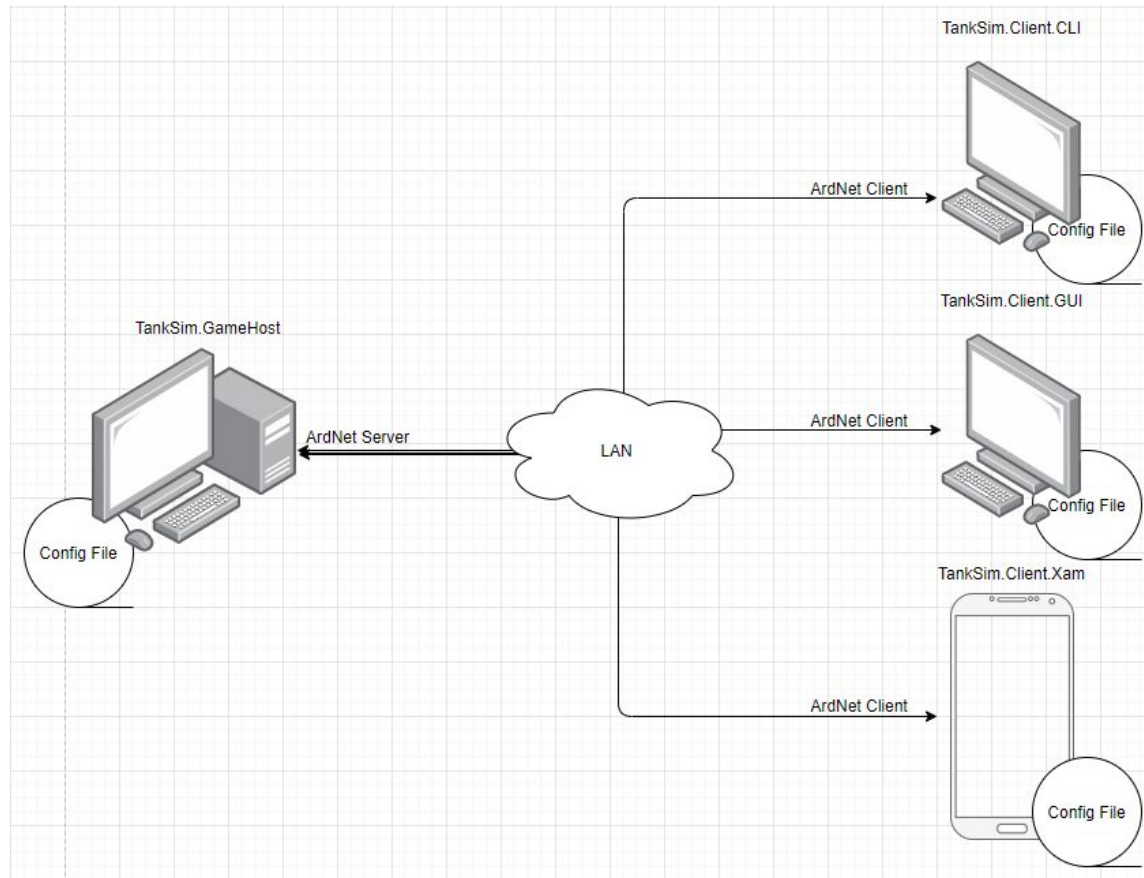 TankSim.Client.CLI
ArdNet Client
Config File
TankSim.Client.GUI
TankSim.GameHost
ArdNet Client
ArdNet Server
LAN
Config File
Config File
TankSim.Client.Xam
ArdNet Client
Config File